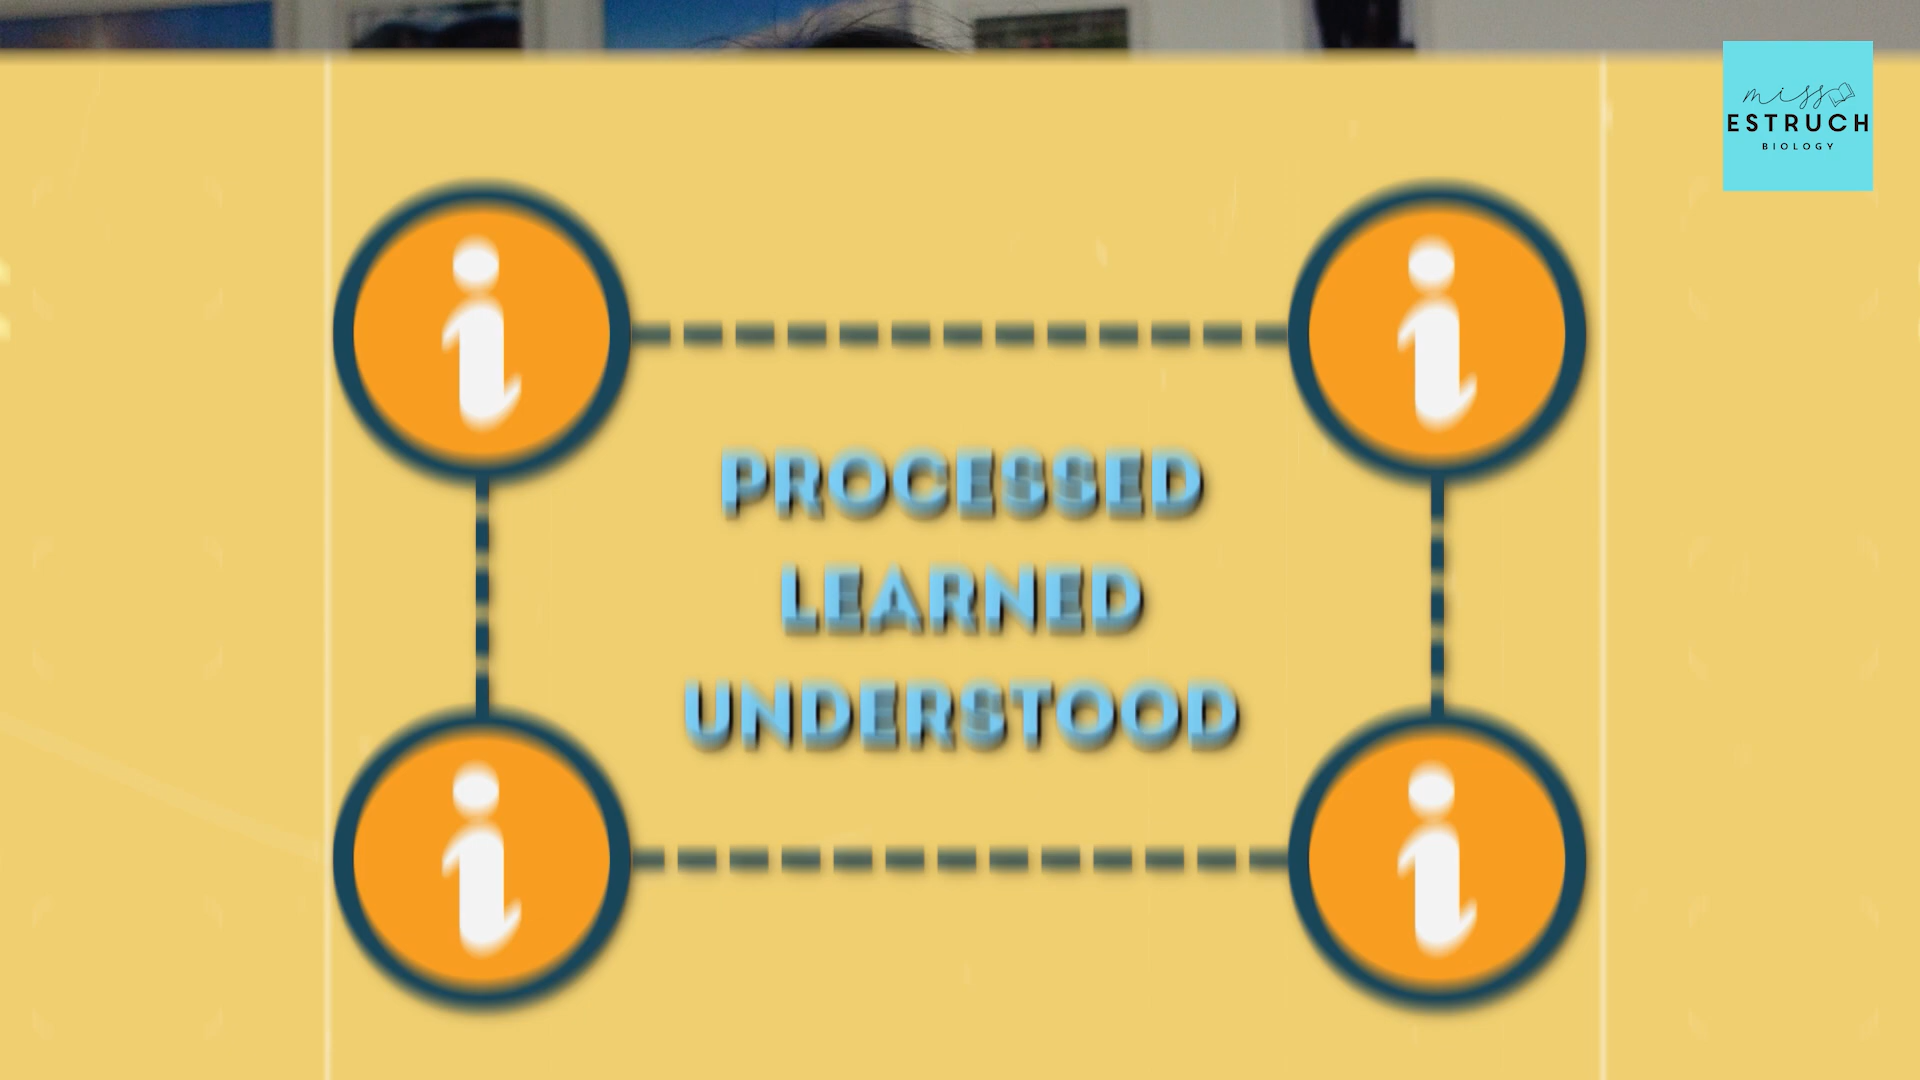 miss
ESTRUCH
BIOLOGY
i
i
PROCESSED
LEARNED
UNDERSTOOD
i
i